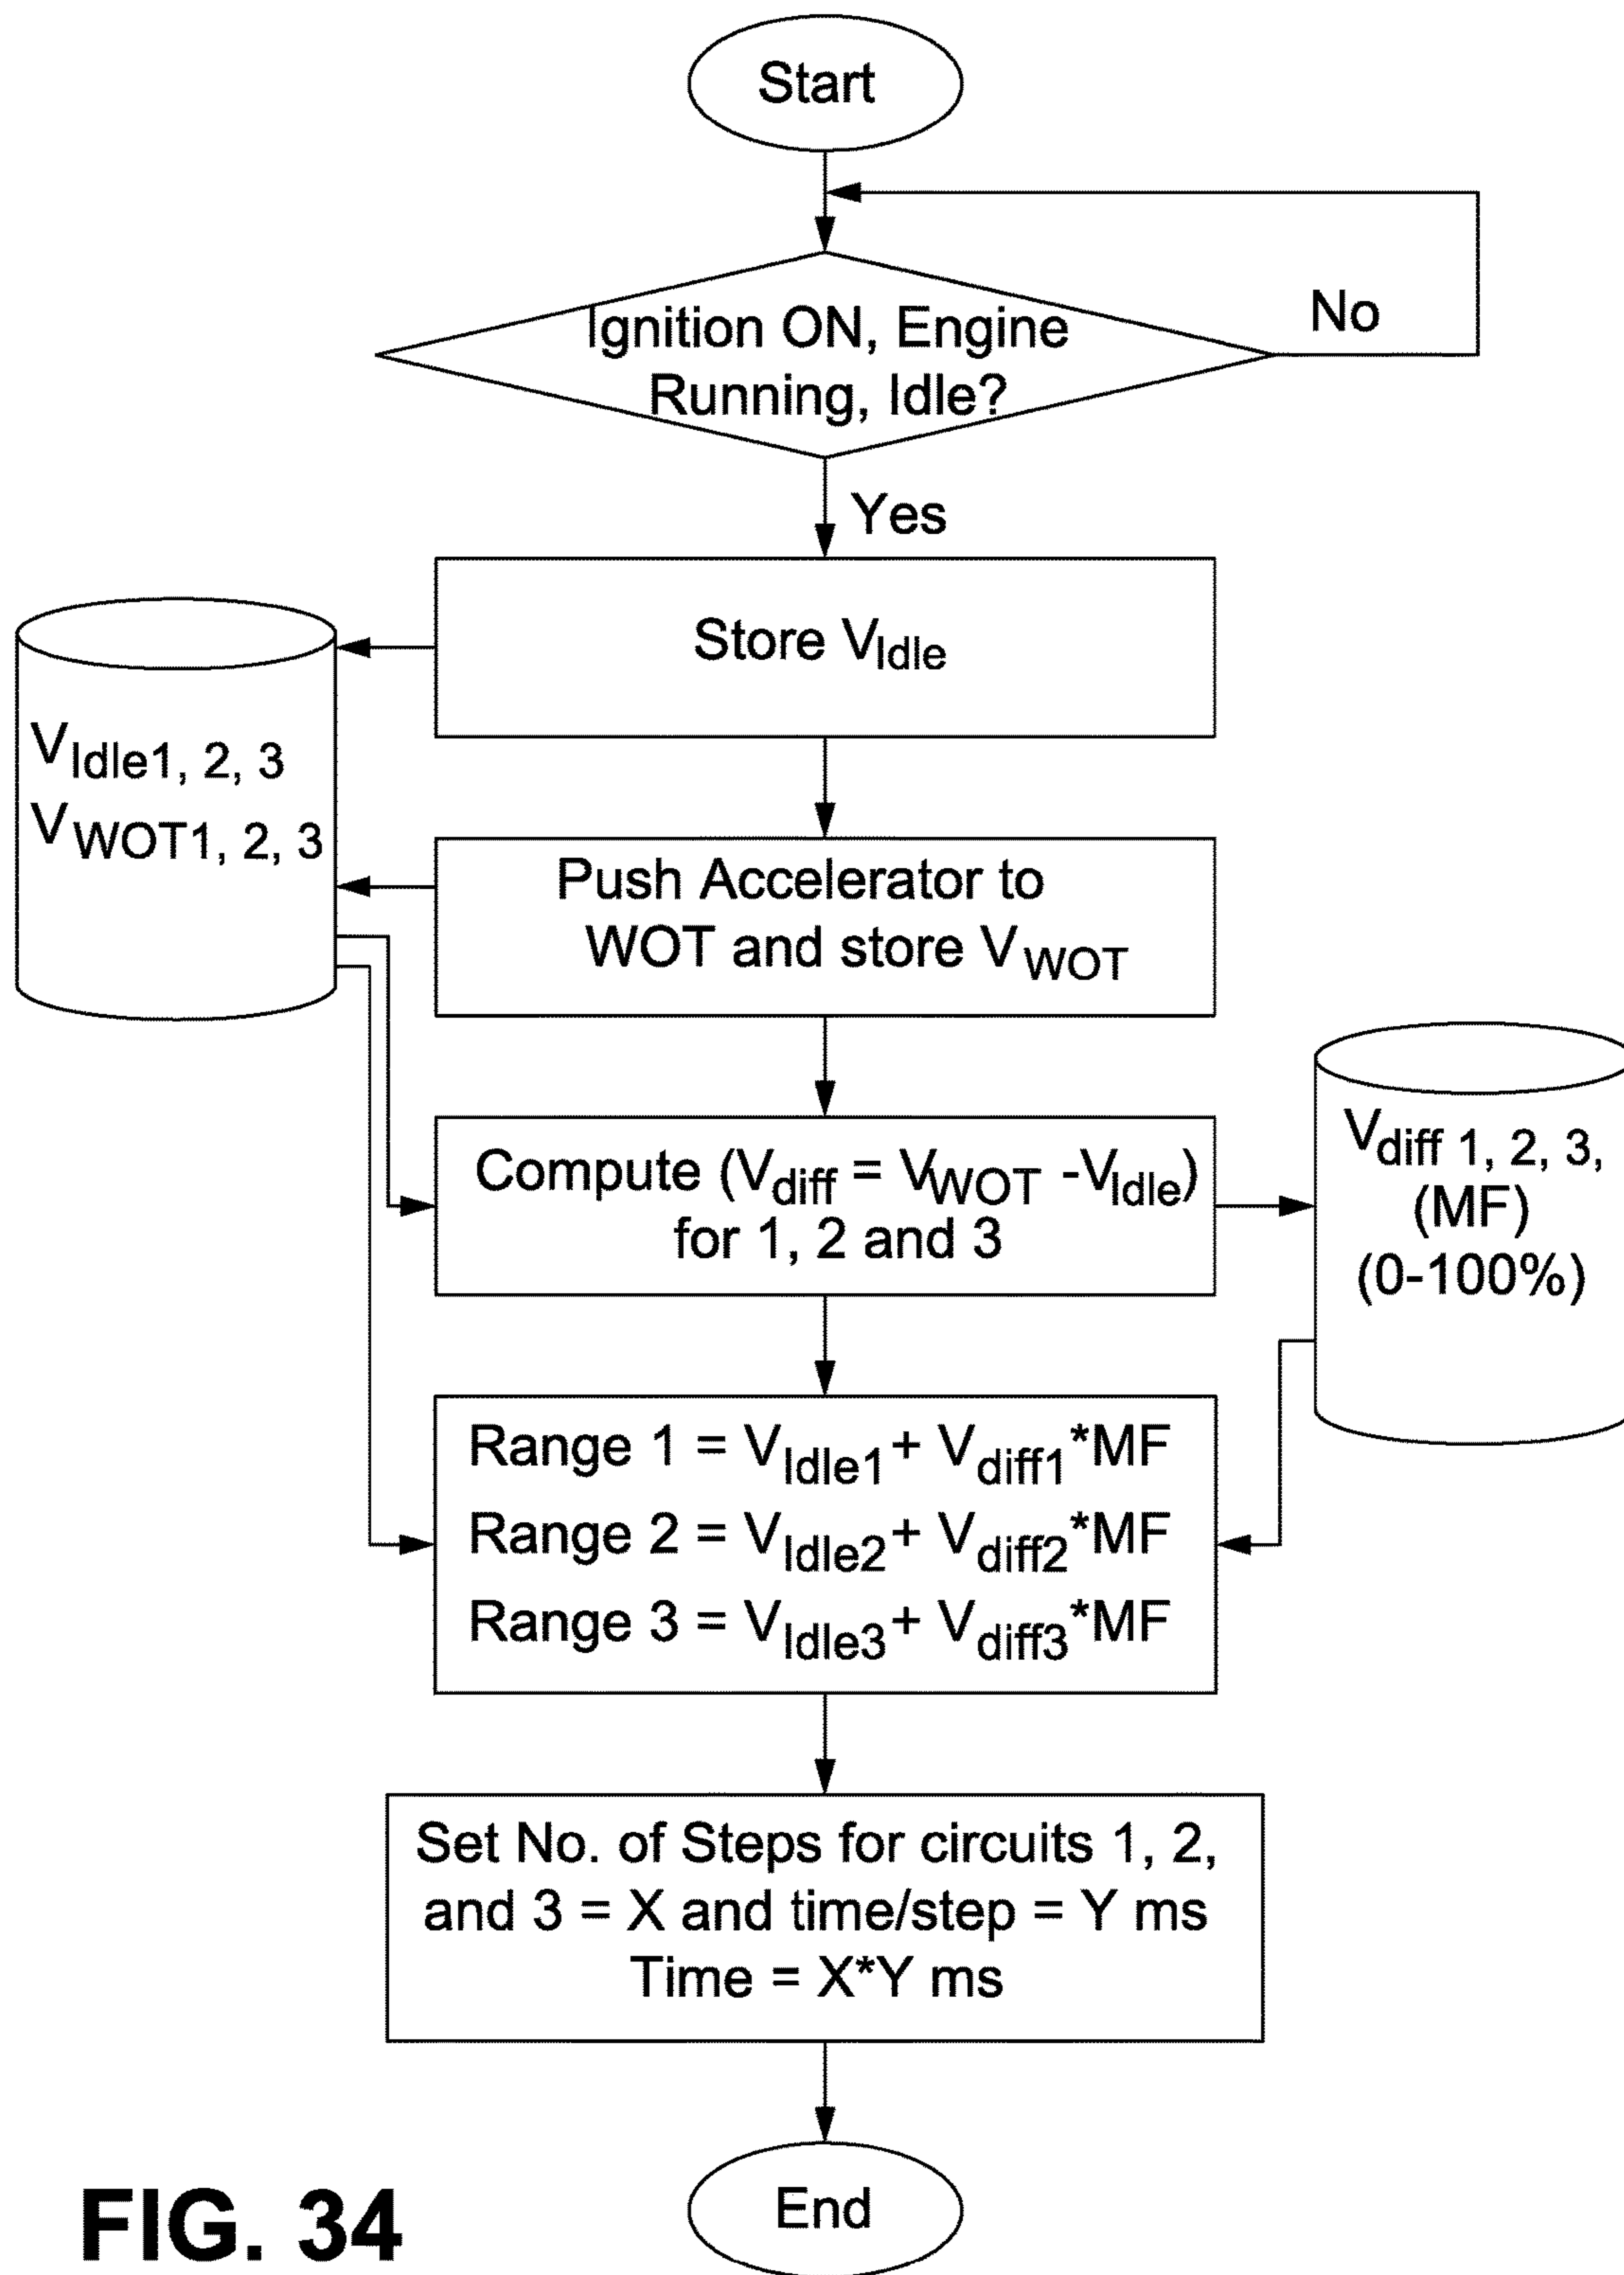 Start
Ignition ON, Engine
Running, Idle?
No
Yes
Store VIdle
VIdle1, 2, 3
VWOT1, 2, 3
Push Accelerator to
WOT and store VWOT
Compute (Vdiff = VWOT -VIdle)
for 1, 2 and 3
Vdiff 1, 2, 3,
(MF)
(0-100%)
Range 1 = VIdle1+ Vdiff1*MF
Range 2 = VIdle2+ Vdiff2*MF
Range 3 = VIdle3+ Vdiff3*MF
Set No. of Steps for circuits 1, 2,
and 3 = X and time/step = Y ms
Time = X*Y ms
End
FIG. 34